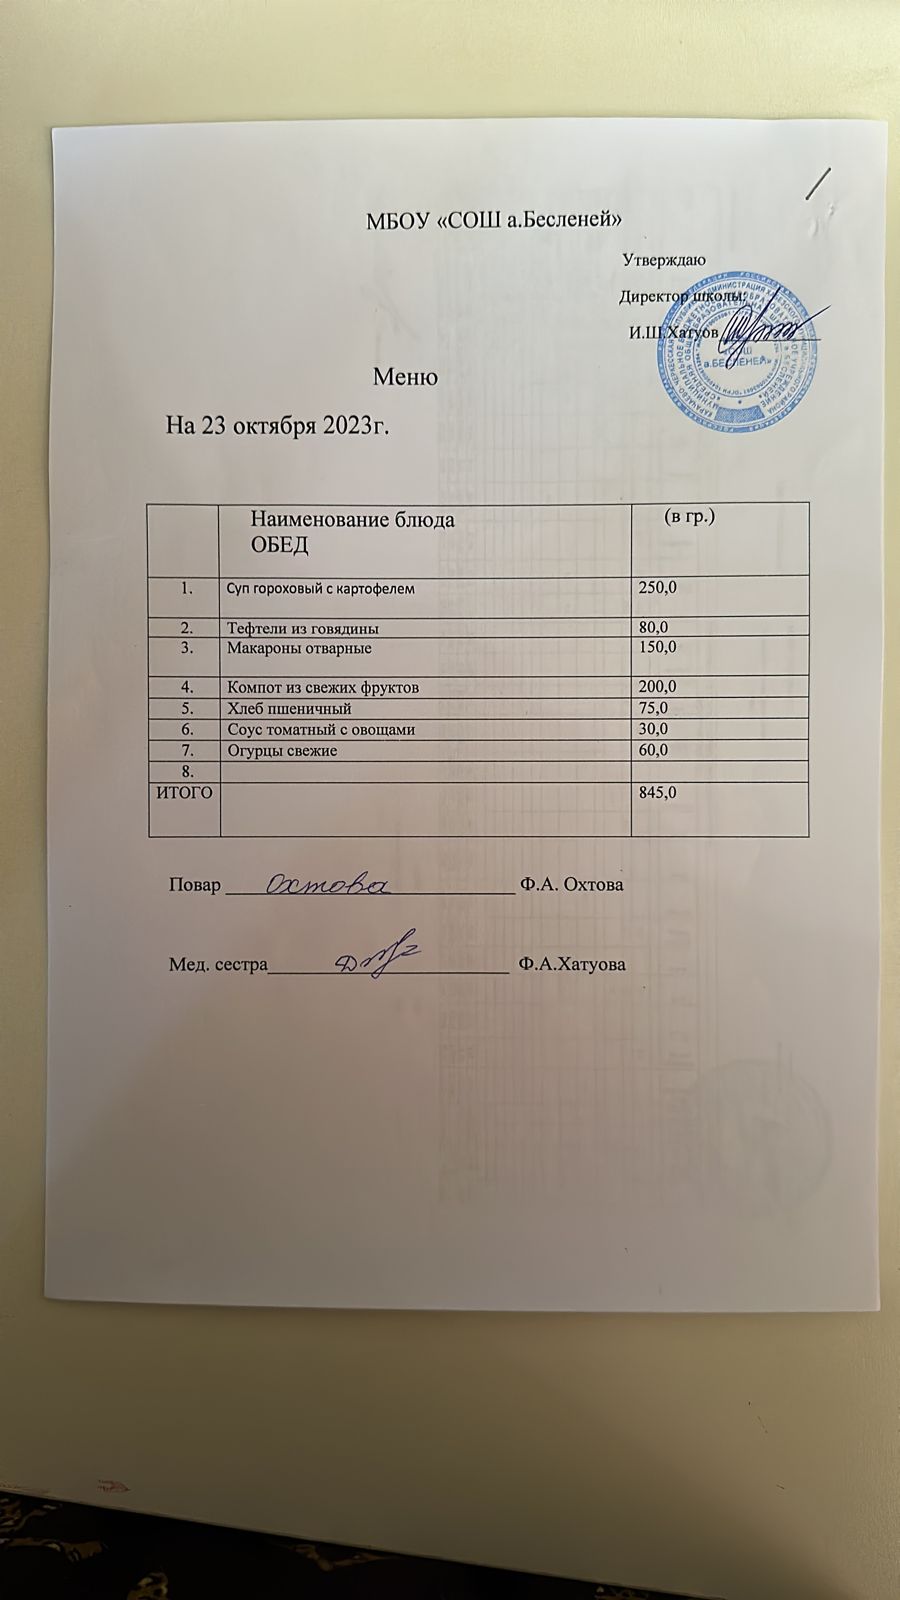 МБОУ «СОШ а.Бесленей»
Утверждаю
Директор школы:
И.Ш.Хатуов
«СОШ
а.БЕСЛЕНЕЙ»
Меню
На 23 октября 2023г.
Наименование блюда (в гр.)
ОБЕД
1. Суп гороховый с картофелем 250,0
2. Тефтели из говядины 80,0
3. Макароны отварные 150,0
4. Компот из свежих фруктов 200,0
5. Хлеб пшеничный 75,0
6. Соус томатный с овощами 30,0
7. Огурцы свежие 60,0
8.
ИТОГО 845,0
Повар Охтова Ф.А. Охтова
Мед. сестра Ф.А.Хатуова